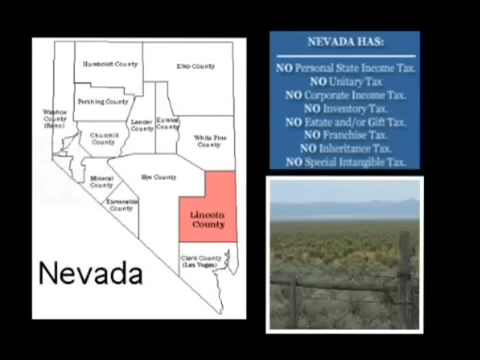 Humbolt County
Elko County
Pershing County
Washoe County (Reno)
Lander County
Eureka County
Churchill County
White Pine County
Mineral County
Nye County
Esmeralda County
Lincoln County
Clark County (Las Vegas)
Nevada
NEVADA HAS:
NO Personal State Income Tax.
NO Unitary Tax
NO Corporate Income Tax.
NO Inventory Tax.
NO Estate and/or Gift Tax.
NO Franchise Tax.
NO Inheritance Tax.
NO Special Intangible Tax.